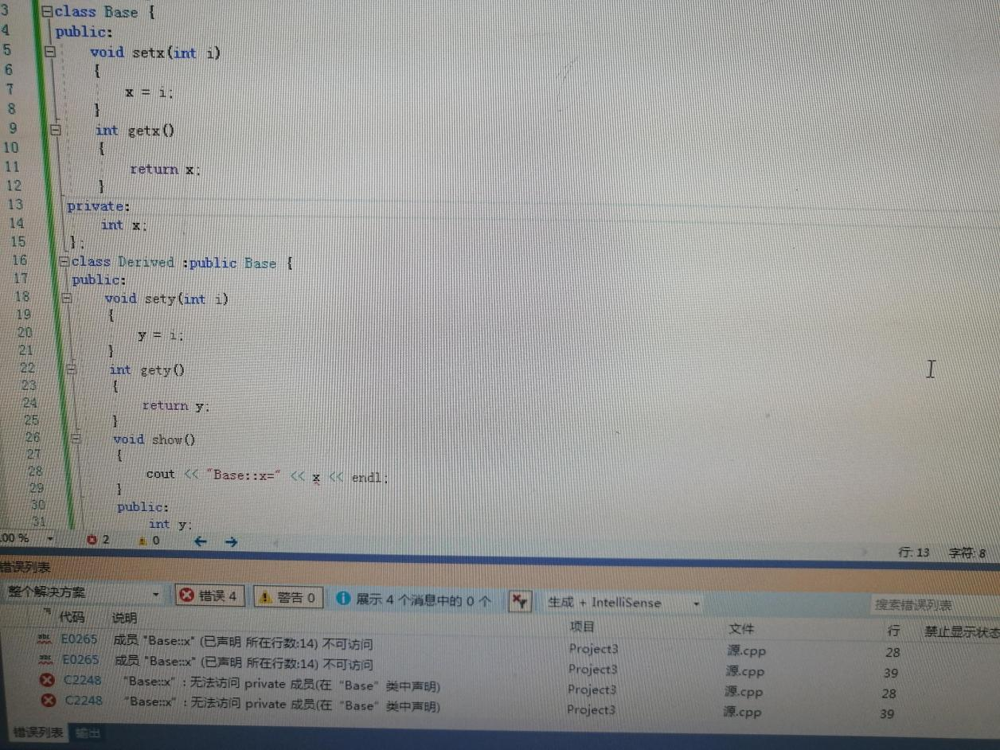 3 class Base {
4 public:
5 void setx(int i)
6 {
7 x = i;
8 }
9 int getx()
10 {
11 return x;
12 }
13 private:
14 int x;
15 };
16 class Derived :public Base {
17 public:
18 void sety(int i)
19 {
20 y = i;
21 }
22 int gety()
23 {
24 return y;
25 }
26 void show()
27 {
28 cout << "Base::x=" << x << endl;
29 }
30 public:
31 int y;
.00 % 2 0 行: 13 字符: 8
错误列表
整个解决方案 错误 4 警告 0 展示 4 个消息中的 0 个 生成 + IntelliSense 搜索错误列表
代码 说明 项目 文件 行 禁止显示状态
abc E0265 成员 "Base::x" (已声明 所在行数:14) 不可访问 Project3 源.cpp 28
abc E0265 成员 "Base::x" (已声明 所在行数:14) 不可访问 Project3 源.cpp 39
C2248 “Base::x”: 无法访问 private 成员(在“Base”类中声明) Project3 源.cpp 28
C2248 “Base::x”: 无法访问 private 成员(在“Base”类中声明) Project3 源.cpp 39
错误列表 输出